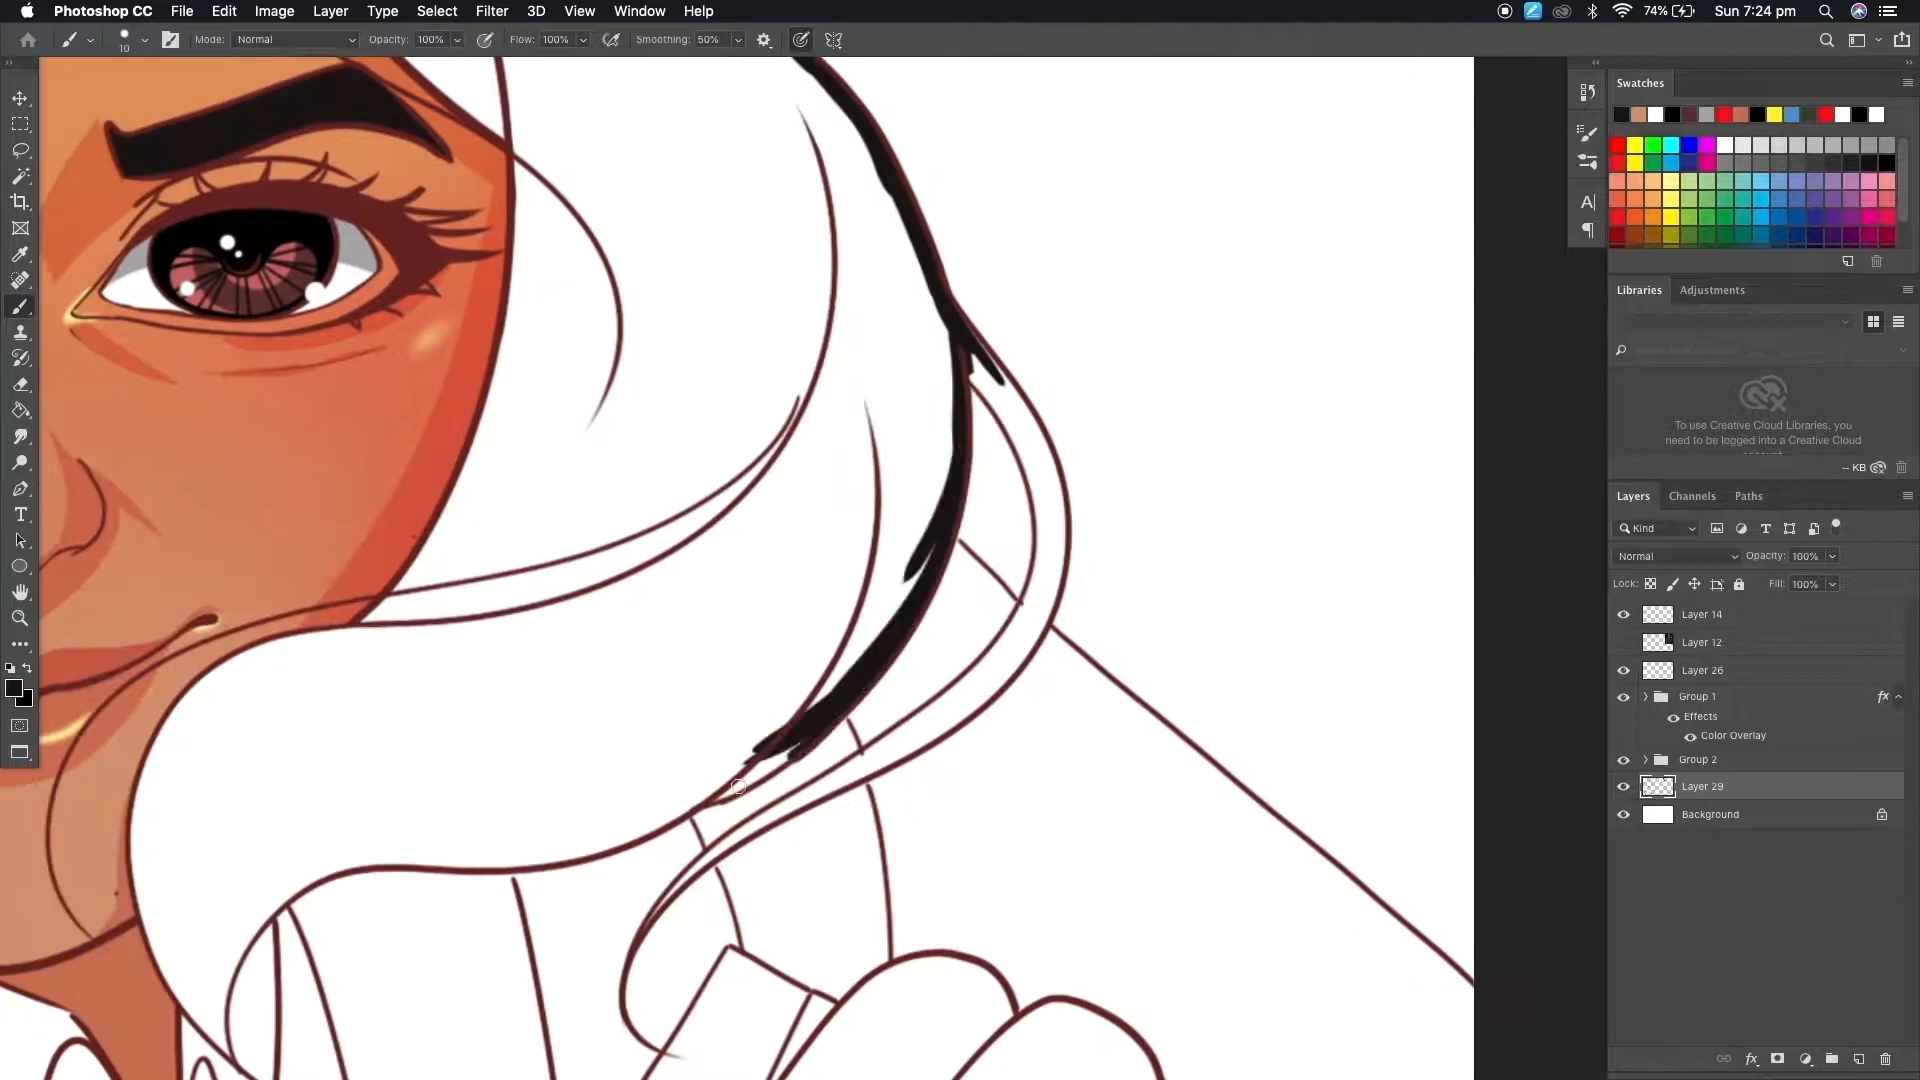 Photoshop CC File Edit Image Layer Type Select Filter 3D View Window Help 74% Sun 7:24 pm
10 Mode: Normal Opacity: 100% Flow: 100% Smoothing: 50%
Swatches
Libraries Adjustments
To use Creative Cloud Libraries, you
need to be logged into a Creative Cloud
-- KB
Layers Channels Paths
Kind
Normal Opacity: 100%
Lock: Fill: 100%
Layer 14
Layer 12
Layer 26
Group 1 fx
Effects
Color Overlay
Group 2
Layer 29
Background
fx